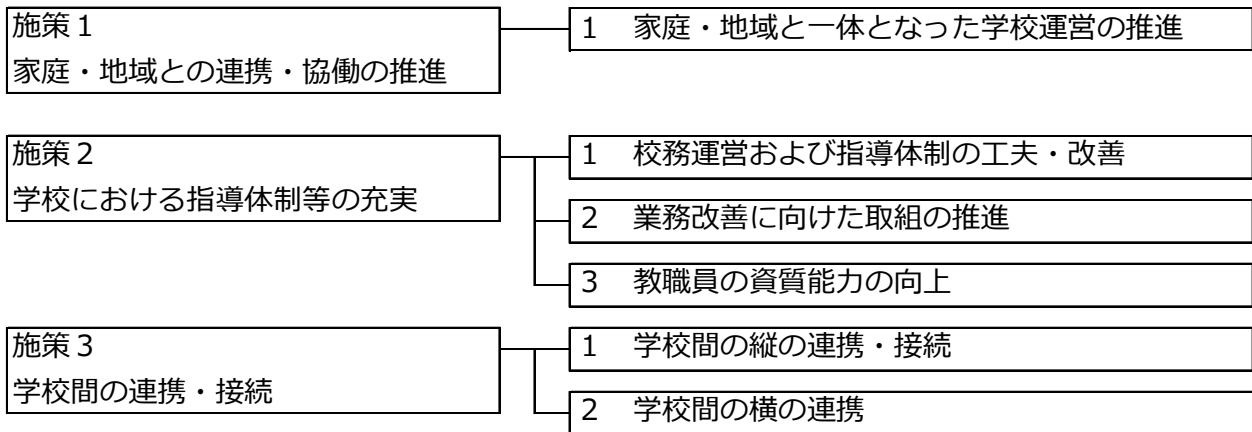 施策１
家庭・地域との連携・協働の推進
1　家庭・地域と一体となった学校運営の推進
施策２
学校における指導体制等の充実
1　校務運営および指導体制の工夫・改善
2　業務改善に向けた取組の推進
3　教職員の資質能力の向上
施策３
学校間の連携・接続
1　学校間の縦の連携・接続
2　学校間の横の連携